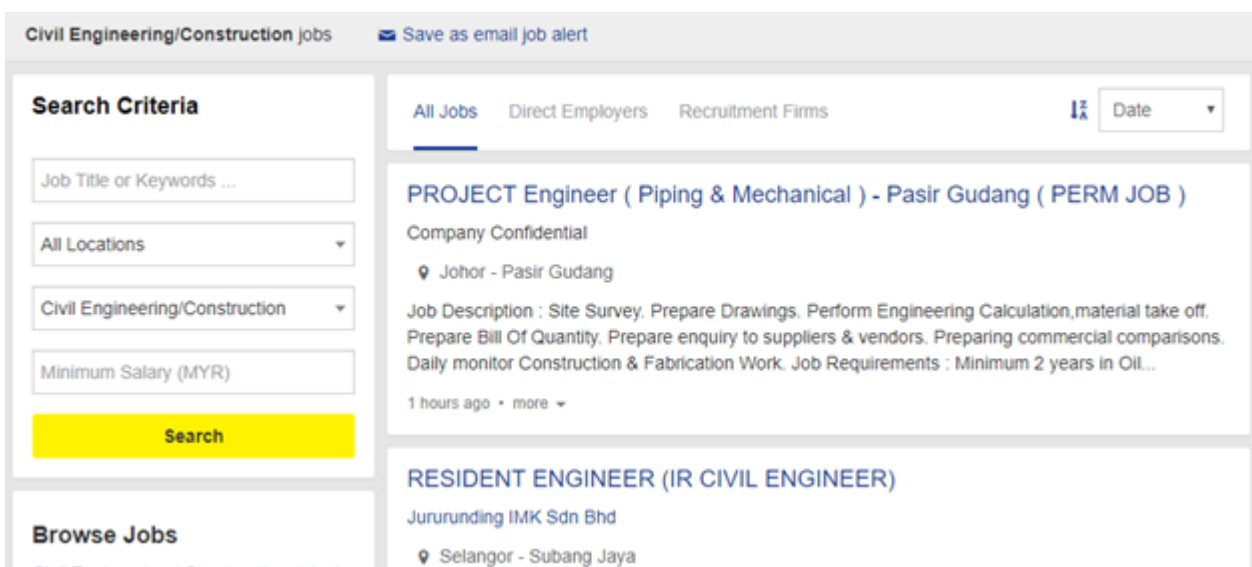 Civil Engineering/Construction jobs
Save as email job alert
Search Criteria
Job Title or Keywords ...
All Locations
Civil Engineering/Construction
Minimum Salary (MYR)
Search
Browse Jobs
All Jobs
Direct Employers
Recruitment Firms
Date
PROJECT Engineer ( Piping & Mechanical ) - Pasir Gudang ( PERM JOB )
Company Confidential
Johor - Pasir Gudang
Job Description : Site Survey. Prepare Drawings. Perform Engineering Calculation,material take off.
Prepare Bill Of Quantity. Prepare enquiry to suppliers & vendors. Preparing commercial comparisons.
Daily monitor Construction & Fabrication Work. Job Requirements : Minimum 2 years in Oil...
1 hours ago • more
RESIDENT ENGINEER (IR CIVIL ENGINEER)
Jururunding IMK Sdn Bhd
Selangor - Subang Jaya